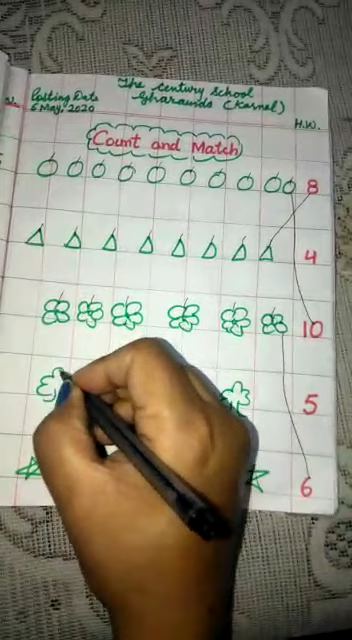 The Century School
Gharaunda (Karnal)
Posting Date
6 May, 2020
H.W.
Count and Match
8
4
10
5
6